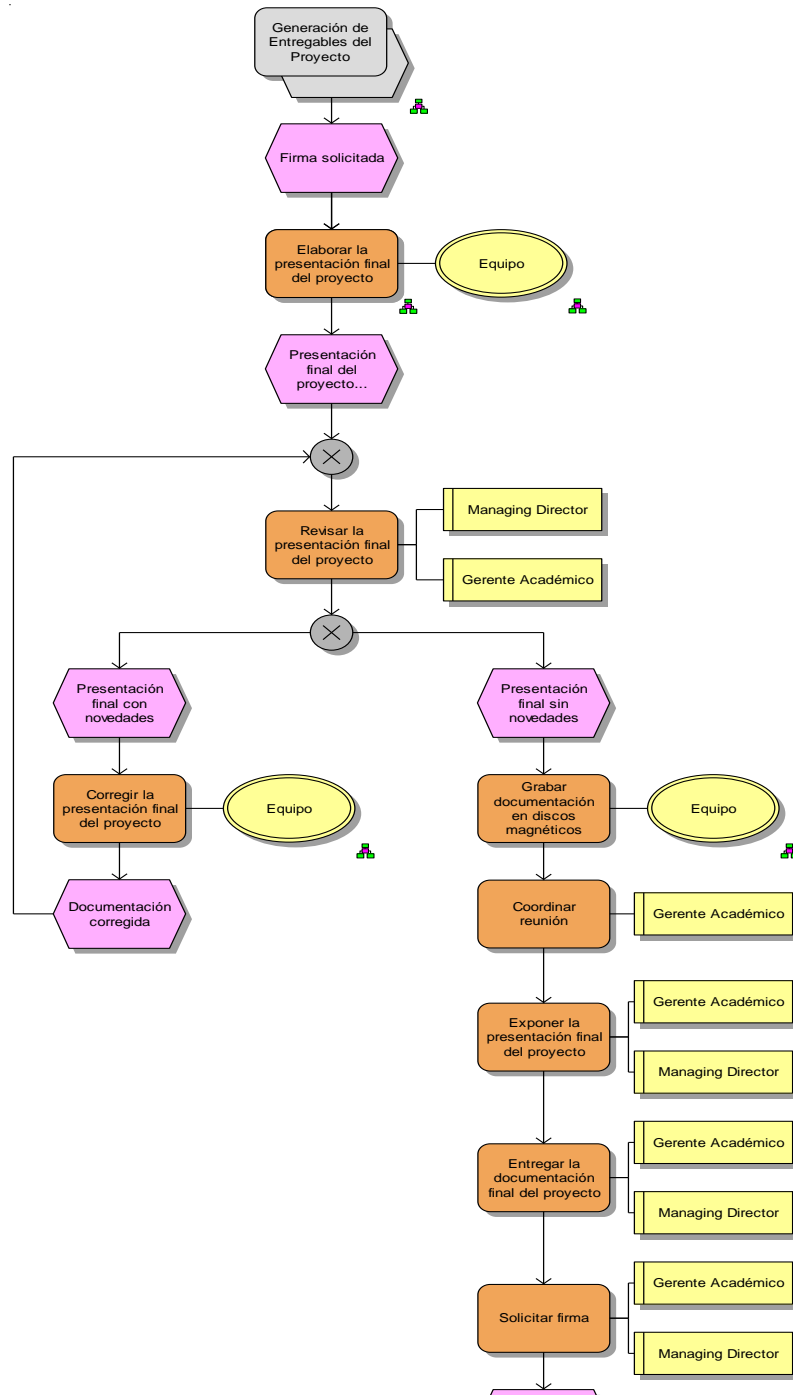 Generación de
Entregables del
Proyecto
Firma solicitada
Elaborar la
presentación final
del proyecto
Equipo
Presentación
final del
proyecto...
Revisar la
presentación final
del proyecto
Managing Director
Gerente Académico
Presentación
final con
novedades
Presentación
final sin
novedades
Corregir la
presentación final
del proyecto
Equipo
Grabar
documentación
en discos
magnéticos
Equipo
Documentación
corregida
Coordinar
reunión
Gerente Académico
Exponer la
presentación final
del proyecto
Gerente Académico
Managing Director
Entregar la
documentación
final del proyecto
Gerente Académico
Managing Director
Solicitar firma
Gerente Académico
Managing Director